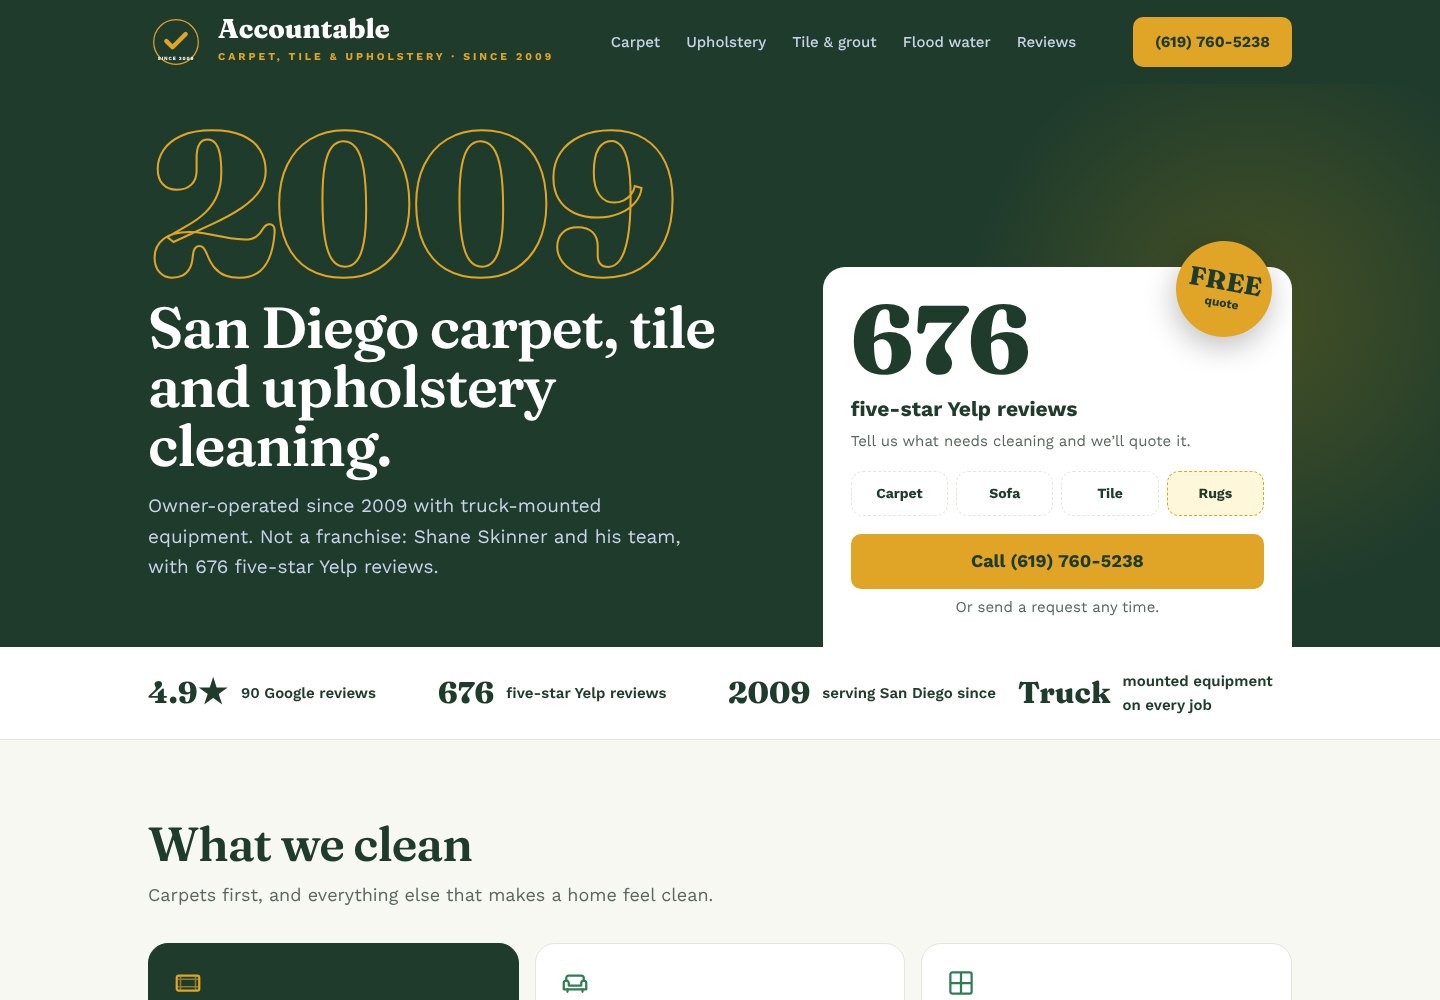 SINCE 2009
Accountable
CARPET, TILE & UPHOLSTERY · SINCE 2009
Carpet
Upholstery
Tile & grout
Flood water
Reviews
(619) 760-5238
2009
San Diego carpet, tile
and upholstery
cleaning.
Owner-operated since 2009 with truck-mounted
equipment. Not a franchise: Shane Skinner and his team,
with 676 five-star Yelp reviews.
FREE
quote
676
five-star Yelp reviews
Tell us what needs cleaning and we’ll quote it.
Carpet
Sofa
Tile
Rugs
Call (619) 760-5238
Or send a request any time.
4.9★ 90 Google reviews
676 five-star Yelp reviews
2009 serving San Diego since
Truck mounted equipment
on every job
What we clean
Carpets first, and everything else that makes a home feel clean.